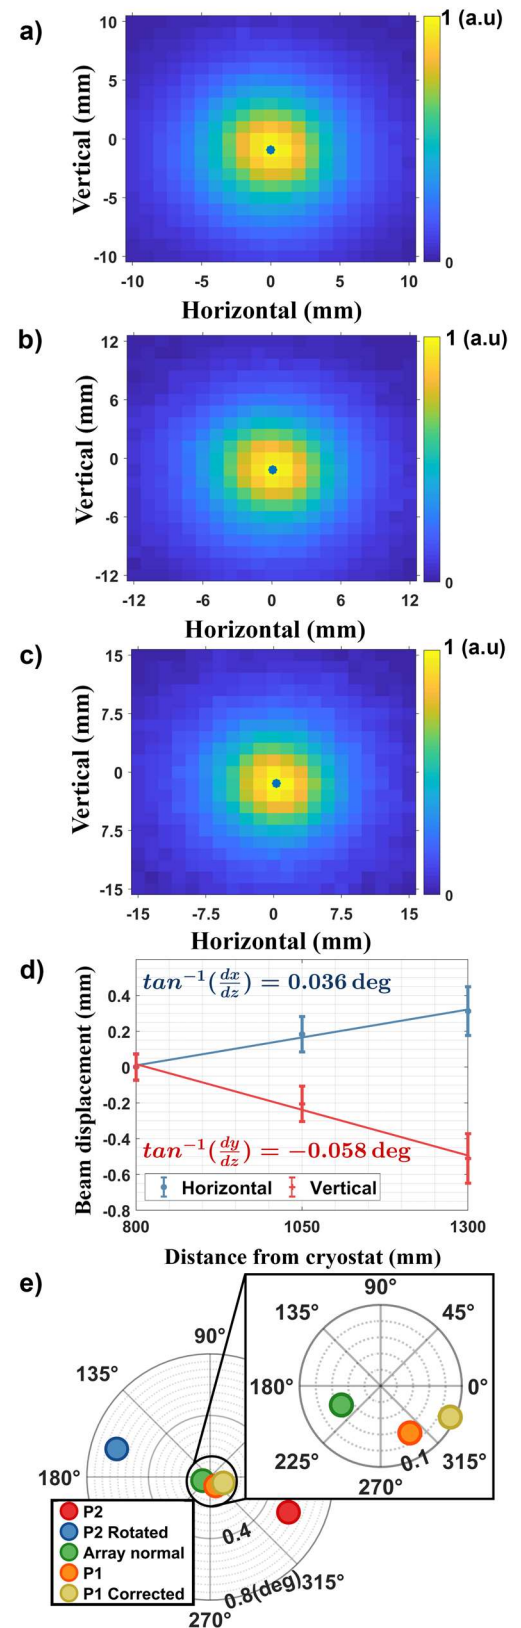 a)
1 (a.u)
10
5
0
-5
-10
0
Vertical (mm)
-10 -5 0 5 10
Horizontal (mm)
b)
1 (a.u)
12
6
0
-6
-12
0
Vertical (mm)
-12 -6 0 6 12
Horizontal (mm)
c)
1 (a.u)
15
7.5
0
7.5
-15
0
Vertical (mm)
-15 -7.5 0 7.5 15
Horizontal (mm)
d)
tan⁻¹(dx/dz) = 0.036 deg
0.4
0.2
0
-0.2
-0.4
-0.6
-0.8
Beam displacement (mm)
tan⁻¹(dy/dz) = −0.058 deg
Horizontal Vertical
800 1050 1300
Distance from cryostat (mm)
e)
90°
135° 45°
180° 0°
225° 0.1 315°
270°
90°
135°
180°
0.4
0.8(deg) 315°
270°
P2
P2 Rotated
Array normal
P1
P1 Corrected